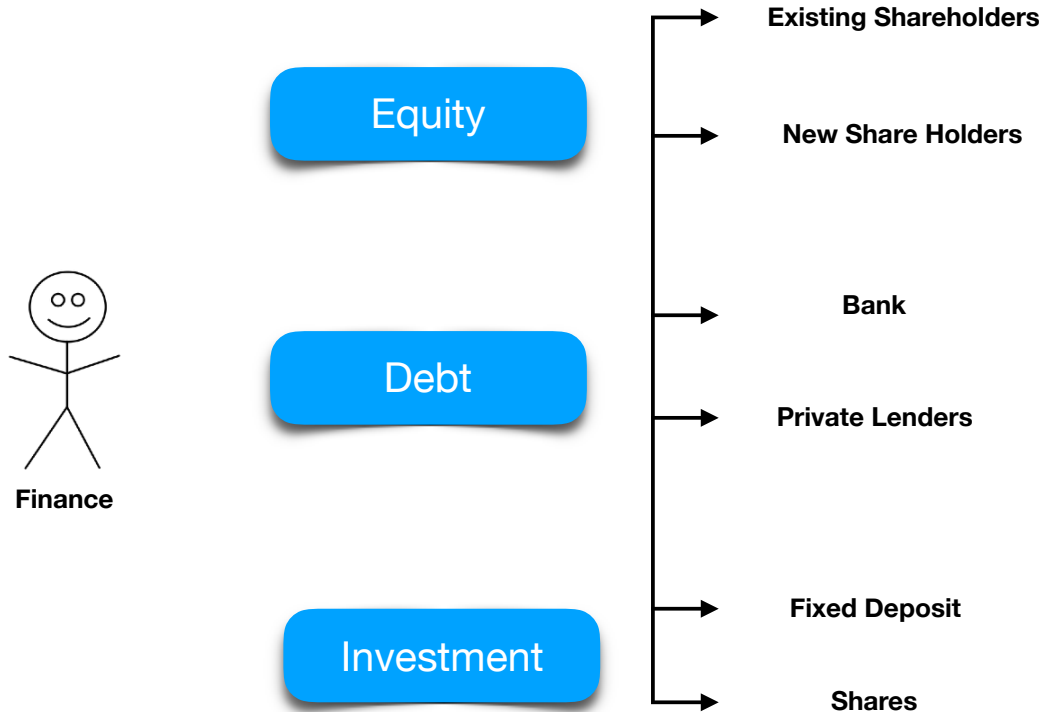 Existing Shareholders
Equity
New Share Holders
Bank
Debt
Private Lenders
Finance
Fixed Deposit
Investment
Shares